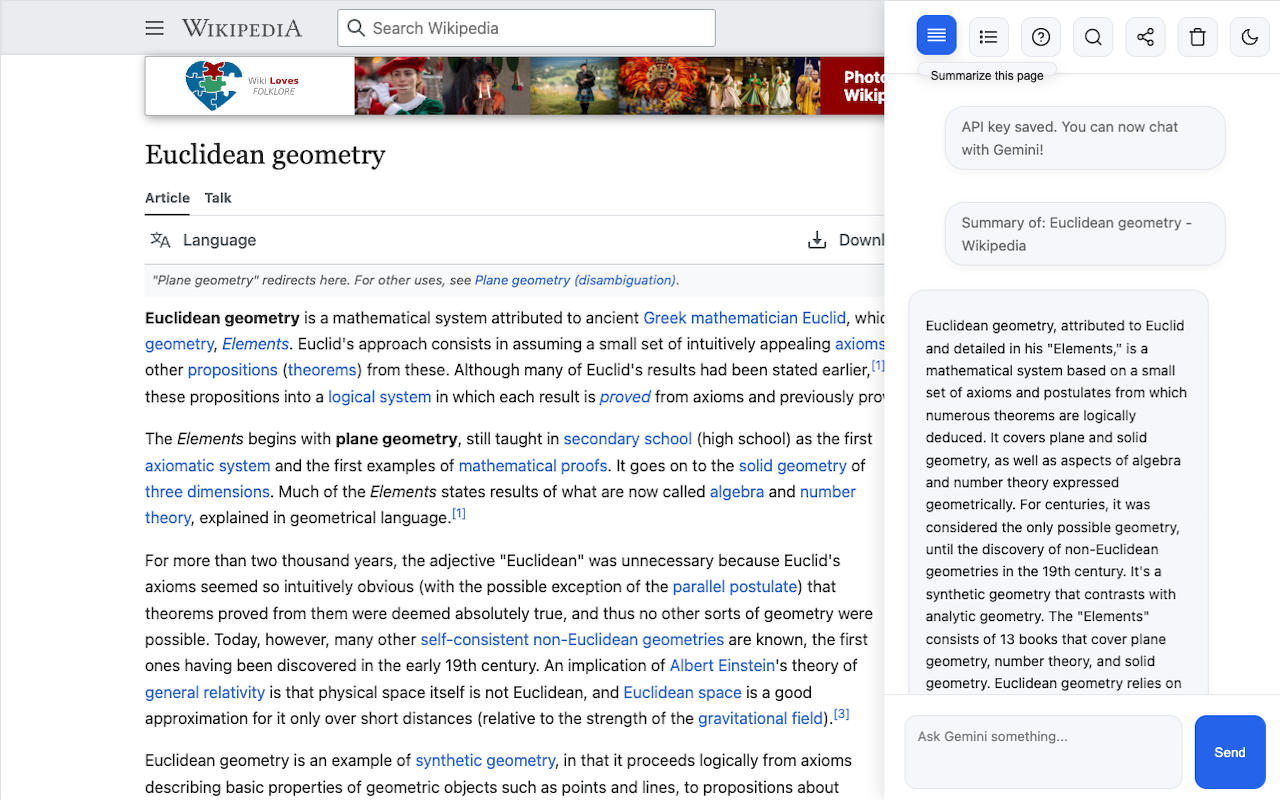 WIKIPEDIA
Search Wikipedia
Wiki Loves
FOLKLORE
Photo
Wikip
Euclidean geometry
Article Talk
Language
Downl
"Plane geometry" redirects here. For other uses, see Plane geometry (disambiguation).
Euclidean geometry is a mathematical system attributed to ancient Greek mathematician Euclid, whic
geometry, Elements. Euclid's approach consists in assuming a small set of intuitively appealing axioms
other propositions (theorems) from these. Although many of Euclid's results had been stated earlier,[1]
these propositions into a logical system in which each result is proved from axioms and previously prov
The Elements begins with plane geometry, still taught in secondary school (high school) as the first
axiomatic system and the first examples of mathematical proofs. It goes on to the solid geometry of
three dimensions. Much of the Elements states results of what are now called algebra and number
theory, explained in geometrical language.[1]
For more than two thousand years, the adjective "Euclidean" was unnecessary because Euclid's
axioms seemed so intuitively obvious (with the possible exception of the parallel postulate) that
theorems proved from them were deemed absolutely true, and thus no other sorts of geometry were
possible. Today, however, many other self-consistent non-Euclidean geometries are known, the first
ones having been discovered in the early 19th century. An implication of Albert Einstein's theory of
general relativity is that physical space itself is not Euclidean, and Euclidean space is a good
approximation for it only over short distances (relative to the strength of the gravitational field).[3]
Euclidean geometry is an example of synthetic geometry, in that it proceeds logically from axioms
describing basic properties of geometric objects such as points and lines, to propositions about
Summarize this page
API key saved. You can now chat
with Gemini!
Summary of: Euclidean geometry -
Wikipedia
Euclidean geometry, attributed to Euclid
and detailed in his "Elements," is a
mathematical system based on a small
set of axioms and postulates from which
numerous theorems are logically
deduced. It covers plane and solid
geometry, as well as aspects of algebra
and number theory expressed
geometrically. For centuries, it was
considered the only possible geometry,
until the discovery of non-Euclidean
geometries in the 19th century. It's a
synthetic geometry that contrasts with
analytic geometry. The "Elements"
consists of 13 books that cover plane
geometry, number theory, and solid
geometry. Euclidean geometry relies on
Ask Gemini something...
Send